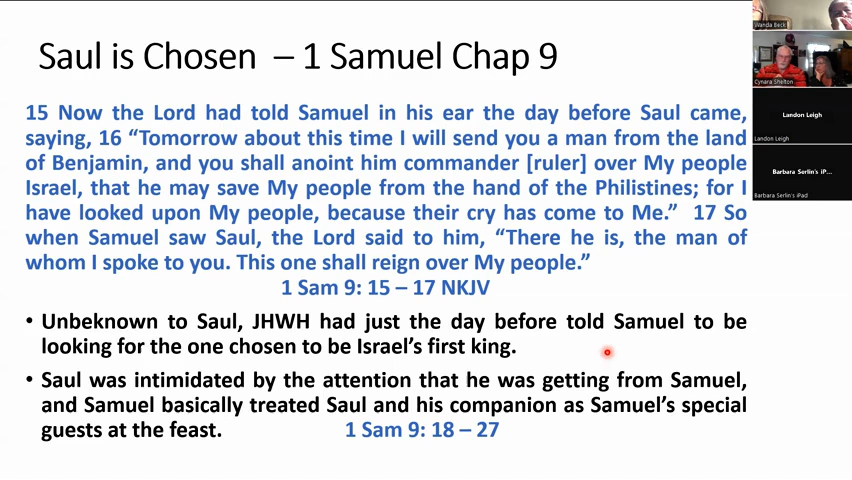 Saul is Chosen – 1 Samuel Chap 9
15 Now the Lord had told Samuel in his ear the day before Saul came,
saying, 16 “Tomorrow about this time I will send you a man from the land
of Benjamin, and you shall anoint him commander [ruler] over My people
Israel, that he may save My people from the hand of the Philistines; for I
have looked upon My people, because their cry has come to Me.” 17 So
when Samuel saw Saul, the Lord said to him, “There he is, the man of
whom I spoke to you. This one shall reign over My people.”
1 Sam 9: 15 – 17 NKJV
• Unbeknown to Saul, JHWH had just the day before told Samuel to be
looking for the one chosen to be Israel’s first king.
• Saul was intimidated by the attention that he was getting from Samuel,
and Samuel basically treated Saul and his companion as Samuel’s special
guests at the feast. 1 Sam 9: 18 – 27
Wanda Beck
Cynara Shelton
Landon Leigh
Landon Leigh
Barbara Serlin's iP...
Barbara Serlin's iPad